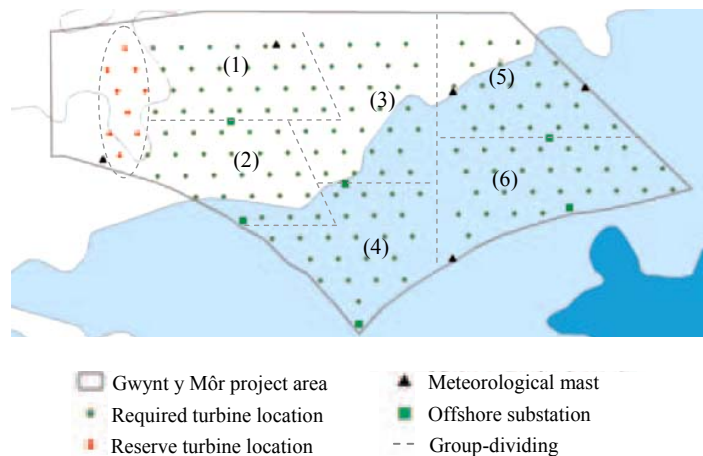 (1)
(5)
(3)
(2)
(6)
(4)
Gwynt y Môr project area
Meteorological mast
Required turbine location
Offshore substation
Reserve turbine location
Group-dividing